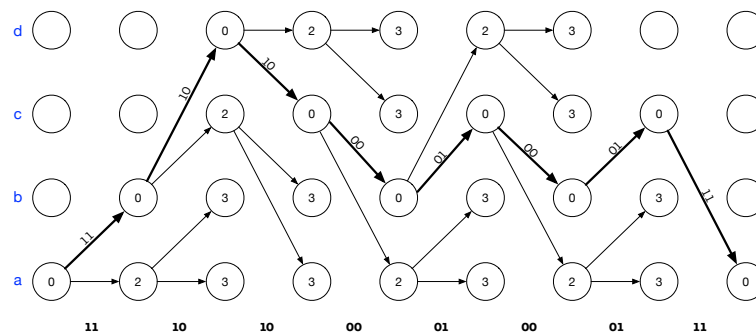 d 0 2 3 2 3
10 10
c 2 0 3 0 3 0
00 01 00 01
b 0 3 3 0 3 0 3
11 11
a 0 2 3 3 2 3 2 3 0
11 10 10 00 01 00 01 11